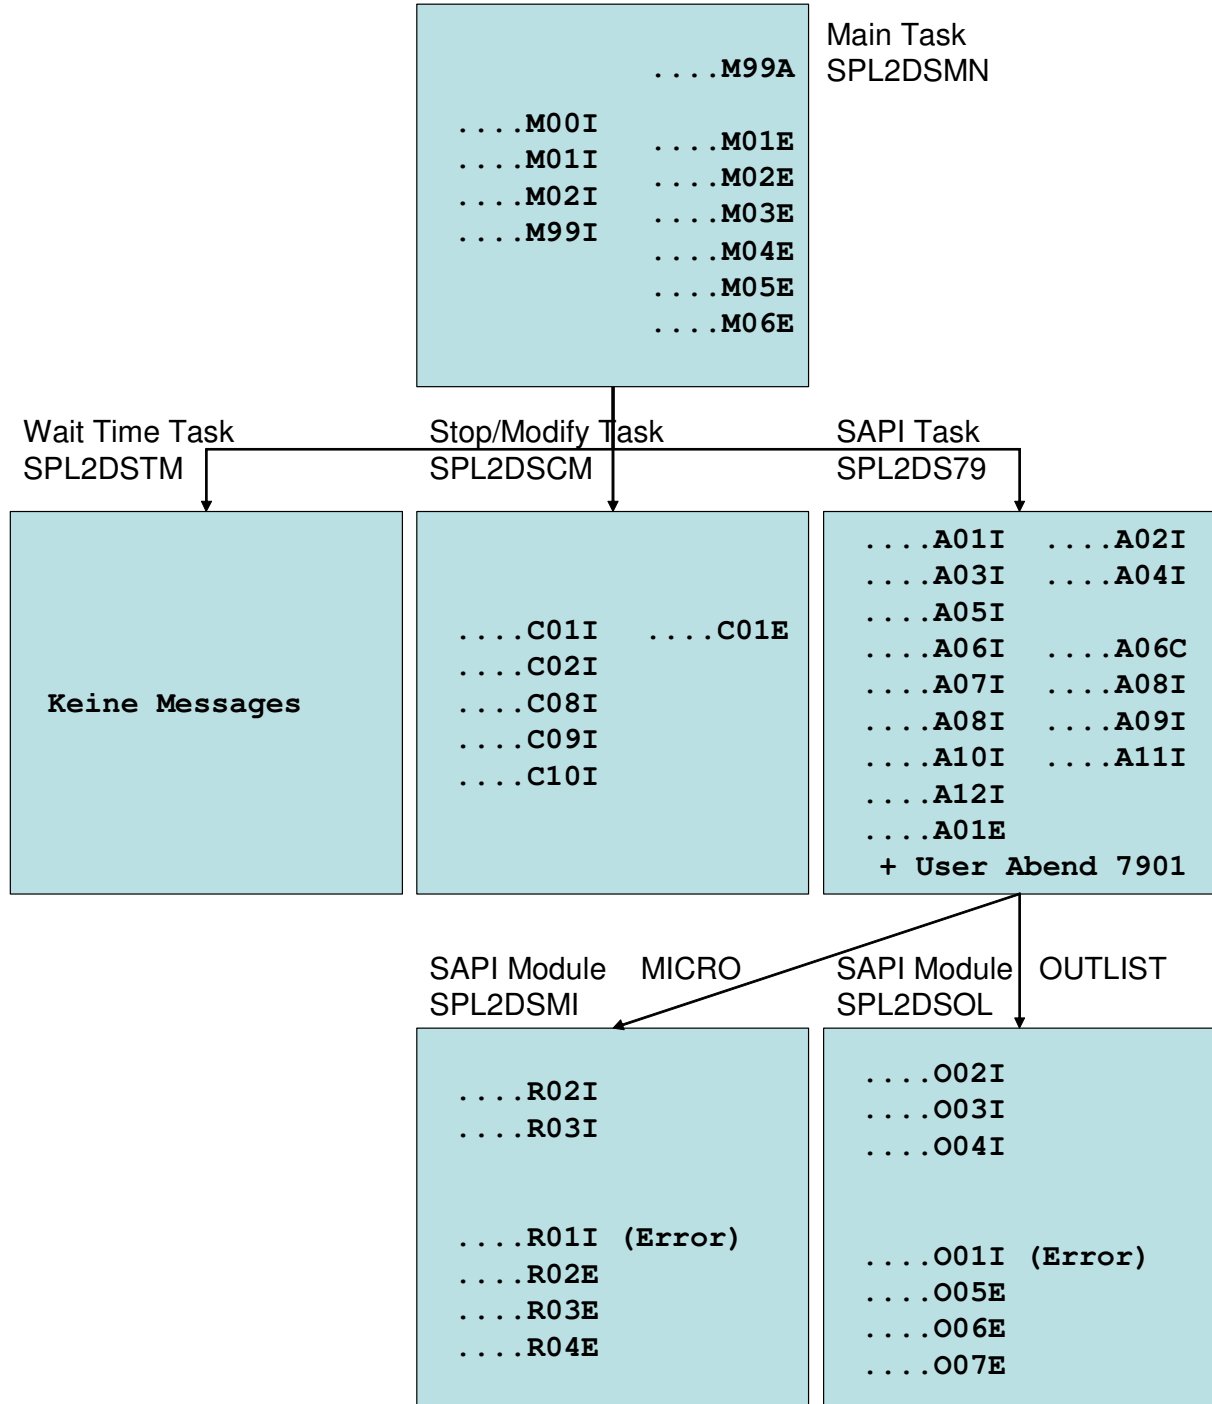 Main Task
SPL2DSMN
....M99A
....M00I
....M01I
....M02I
....M99I
....M01E
....M02E
....M03E
....M04E
....M05E
....M06E
Wait Time Task
SPL2DSTM
Stop/Modify Task
SPL2DSCM
SAPI Task
SPL2DS79
Keine Messages
....C01I ....C01E
....C02I
....C08I
....C09I
....C10I
....A01I ....A02I
....A03I ....A04I
....A05I
....A06I ....A06C
....A07I ....A08I
....A08I ....A09I
....A10I ....A11I
....A12I
....A01E
+ User Abend 7901
SAPI Module MICRO
SPL2DSMI
SAPI Module OUTLIST
SPL2DSOL
....R02I
....R03I
....R01I (Error)
....R02E
....R03E
....R04E
....O02I
....O03I
....O04I
....O01I (Error)
....O05E
....O06E
....O07E